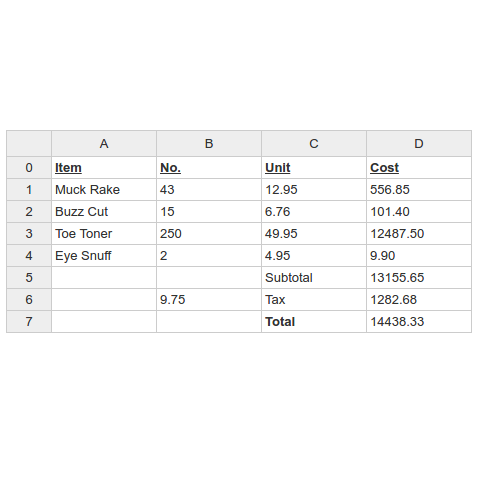 A B C D
0 Item No. Unit Cost
1 Muck Rake 43 12.95 556.85
2 Buzz Cut 15 6.76 101.40
3 Toe Toner 250 49.95 12487.50
4 Eye Snuff 2 4.95 9.90
5 Subtotal 13155.65
6 9.75 Tax 1282.68
7 Total 14438.33